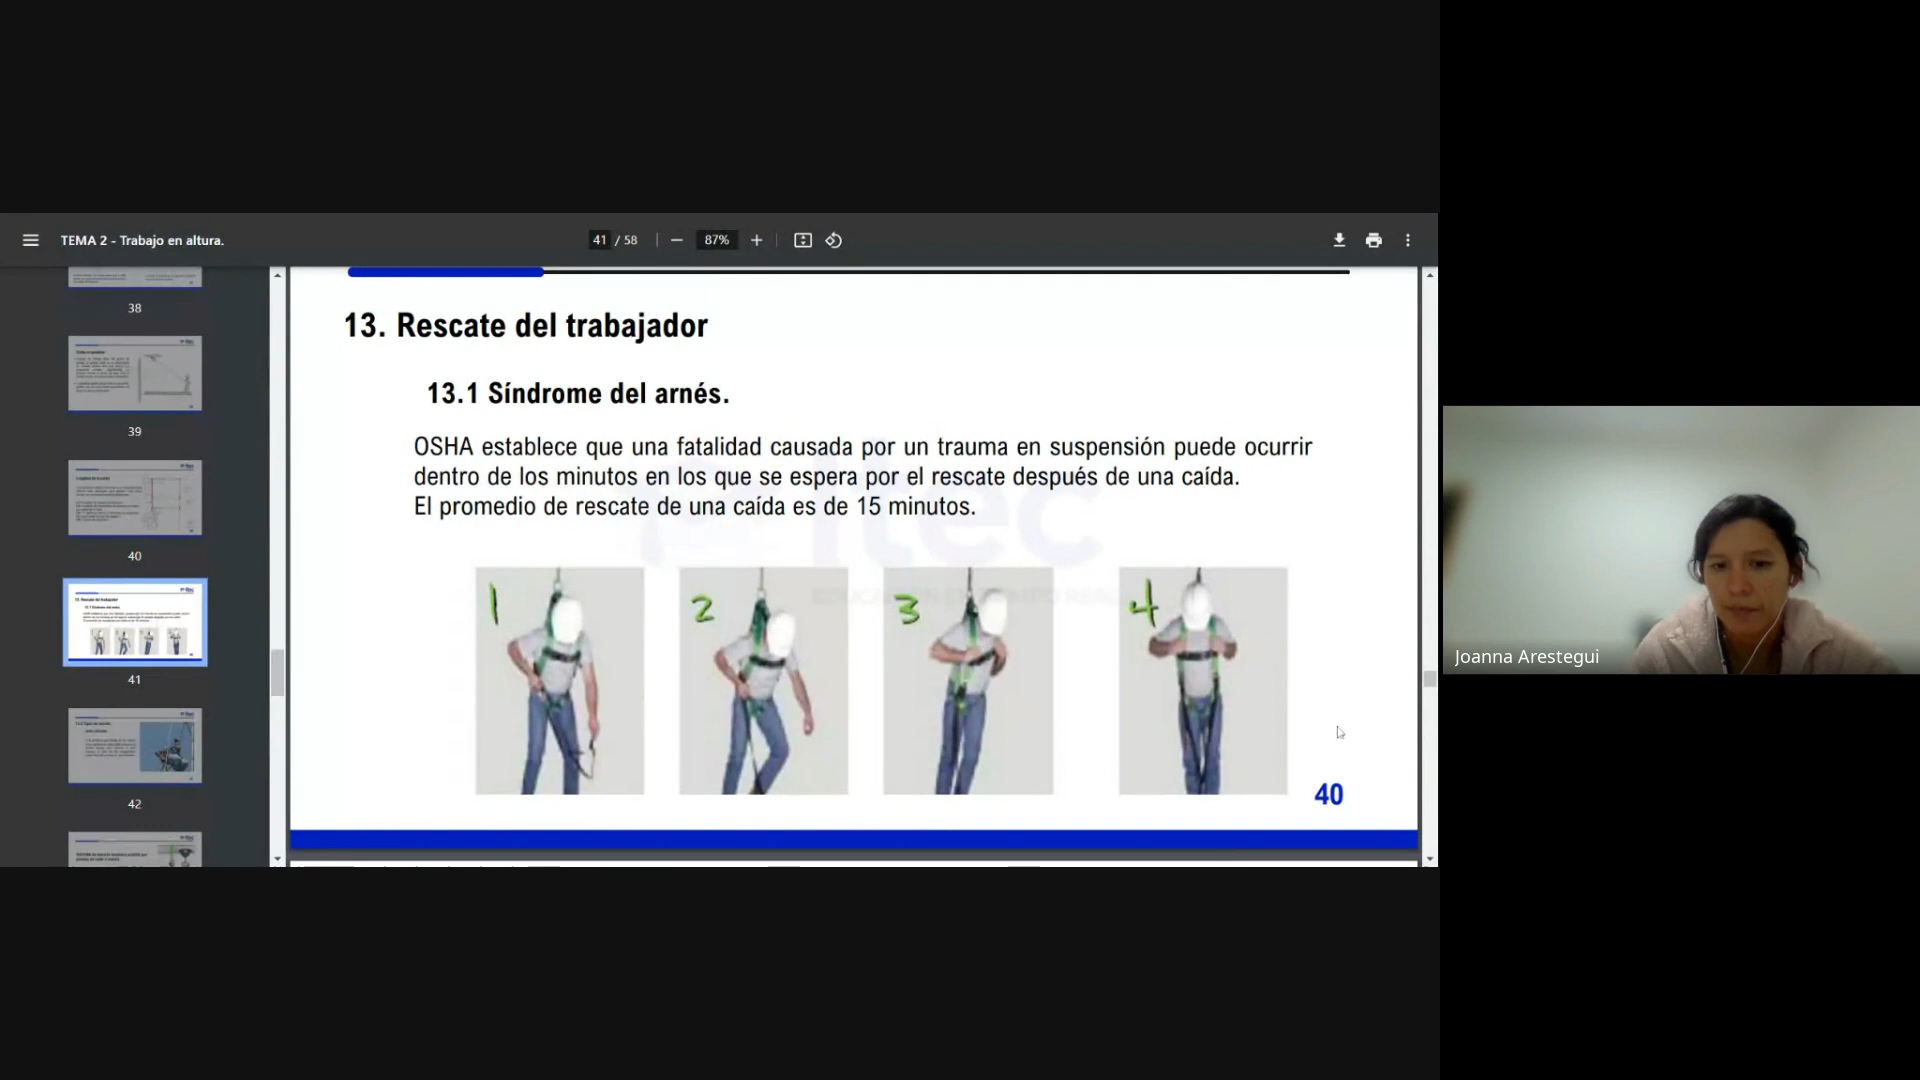 TEMA 2 - Trabajo en altura.
41 / 58
87%
38
39
40
41
42
13. Rescate del trabajador
13.1 Síndrome del arnés.
OSHA establece que una fatalidad causada por un trauma en suspensión puede ocurrir
dentro de los minutos en los que se espera por el rescate después de una caída.
El promedio de rescate de una caída es de 15 minutos.
itec
1
2
3
4
40
Joanna Arestegui